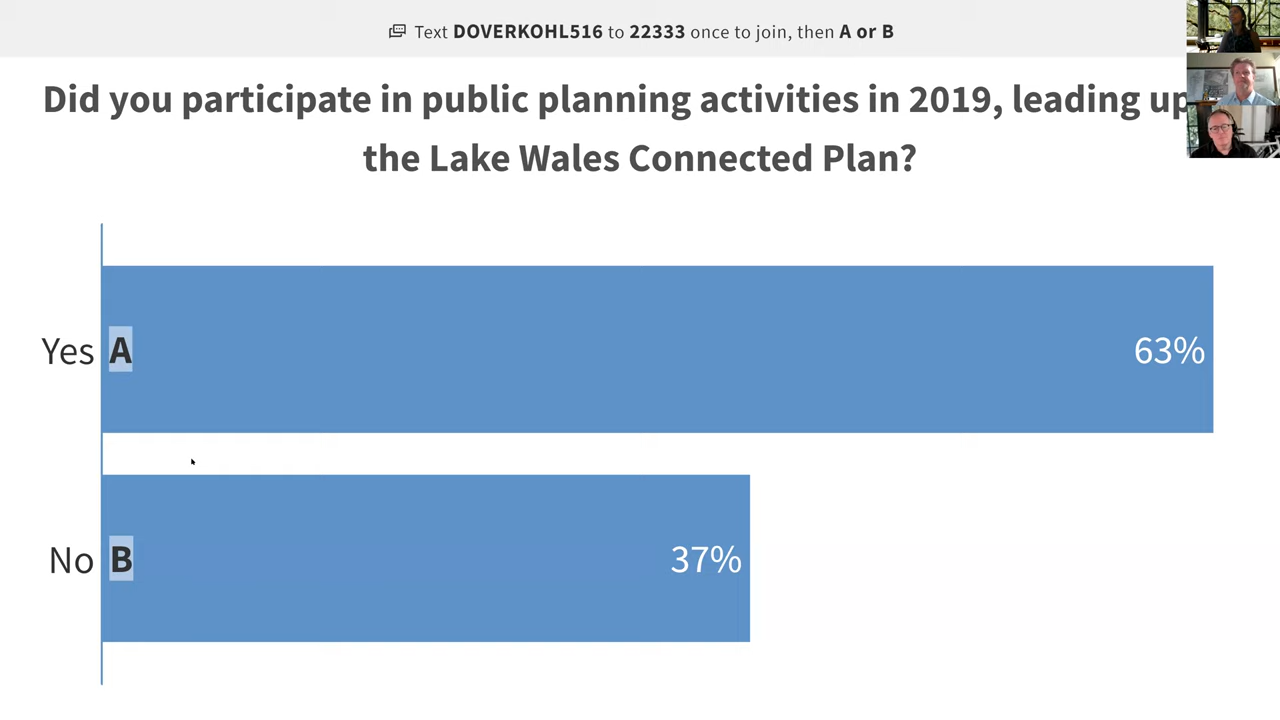 Text DOVERKOHL516 to 22333 once to join, then A or B
Did you participate in public planning activities in 2019, leading up
the Lake Wales Connected Plan?
Yes A 63%
No B 37%